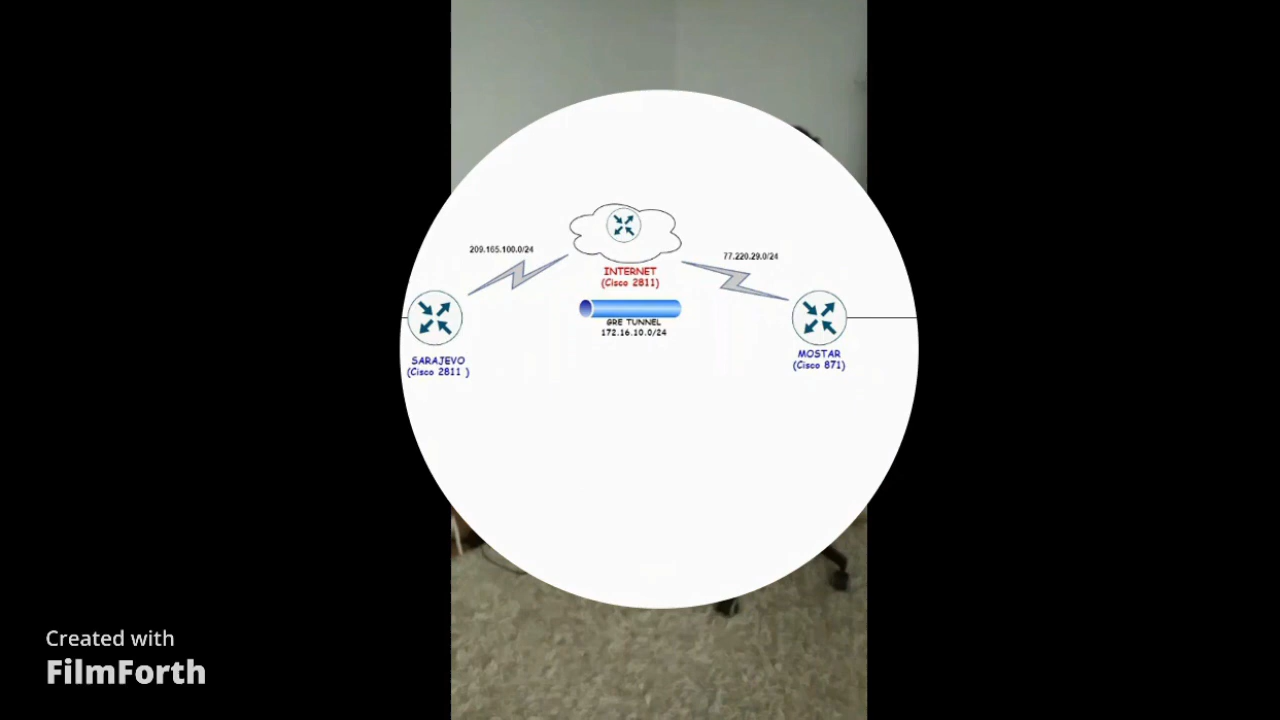 209.165.100.0/24
77.220.29.0/24
INTERNET
(Cisco 2811)
GRE TUNNEL
172.16.10.0/24
SARAJEVO
(Cisco 2811 )
MOSTAR
(Cisco 871)
Created with
FilmForth